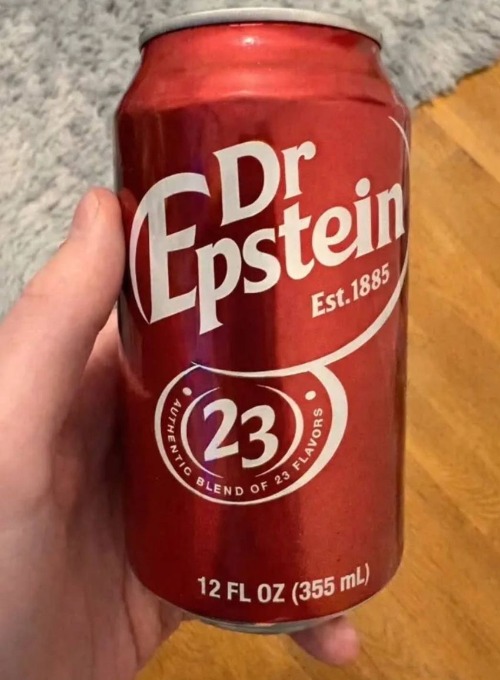 Dr
Epstein
Est.1885
23
AUTHENTIC BLEND OF 23 FLAVORS
12 FL OZ (355 mL)